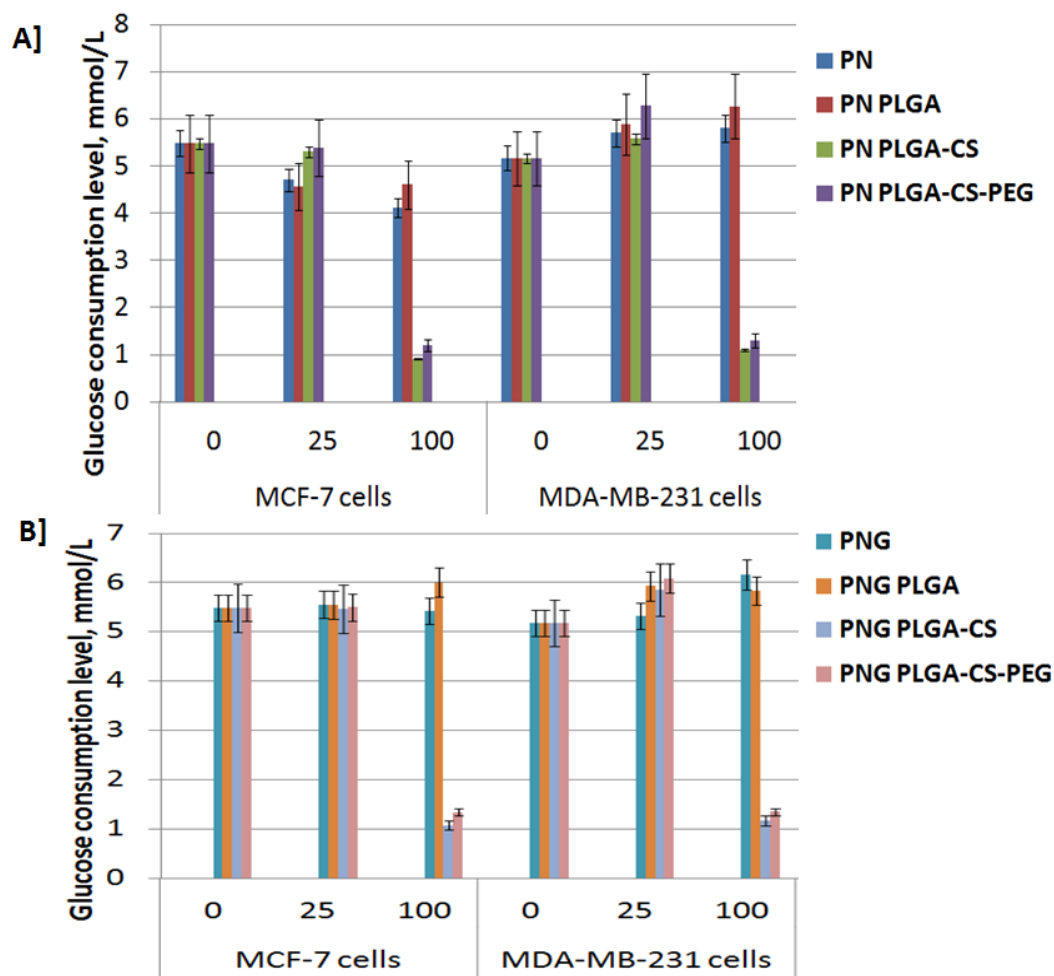 A]
Glucose consumption level, mmol/L
8
7
6
5
4
3
2
1
0
0 25 100 0 25 100
MCF-7 cells MDA-MB-231 cells
PN
PN PLGA
PN PLGA-CS
PN PLGA-CS-PEG
B]
Glucose consumption level, mmol/L
7
6
5
4
3
2
1
0
0 25 100 0 25 100
MCF-7 cells MDA-MB-231 cells
PNG
PNG PLGA
PNG PLGA-CS
PNG PLGA-CS-PEG